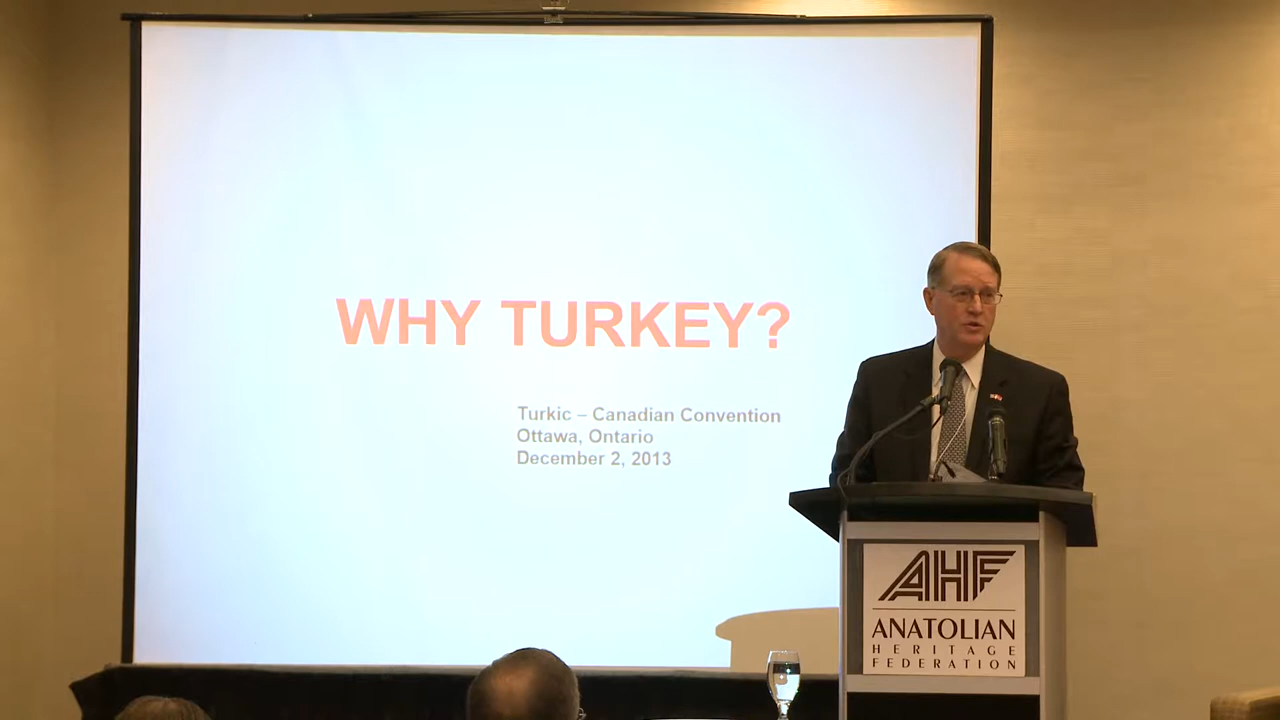 WHY TURKEY?
Turkic – Canadian Convention
Ottawa, Ontario
December 2, 2013
AHF
ANATOLIAN
HERITAGE
FEDERATION